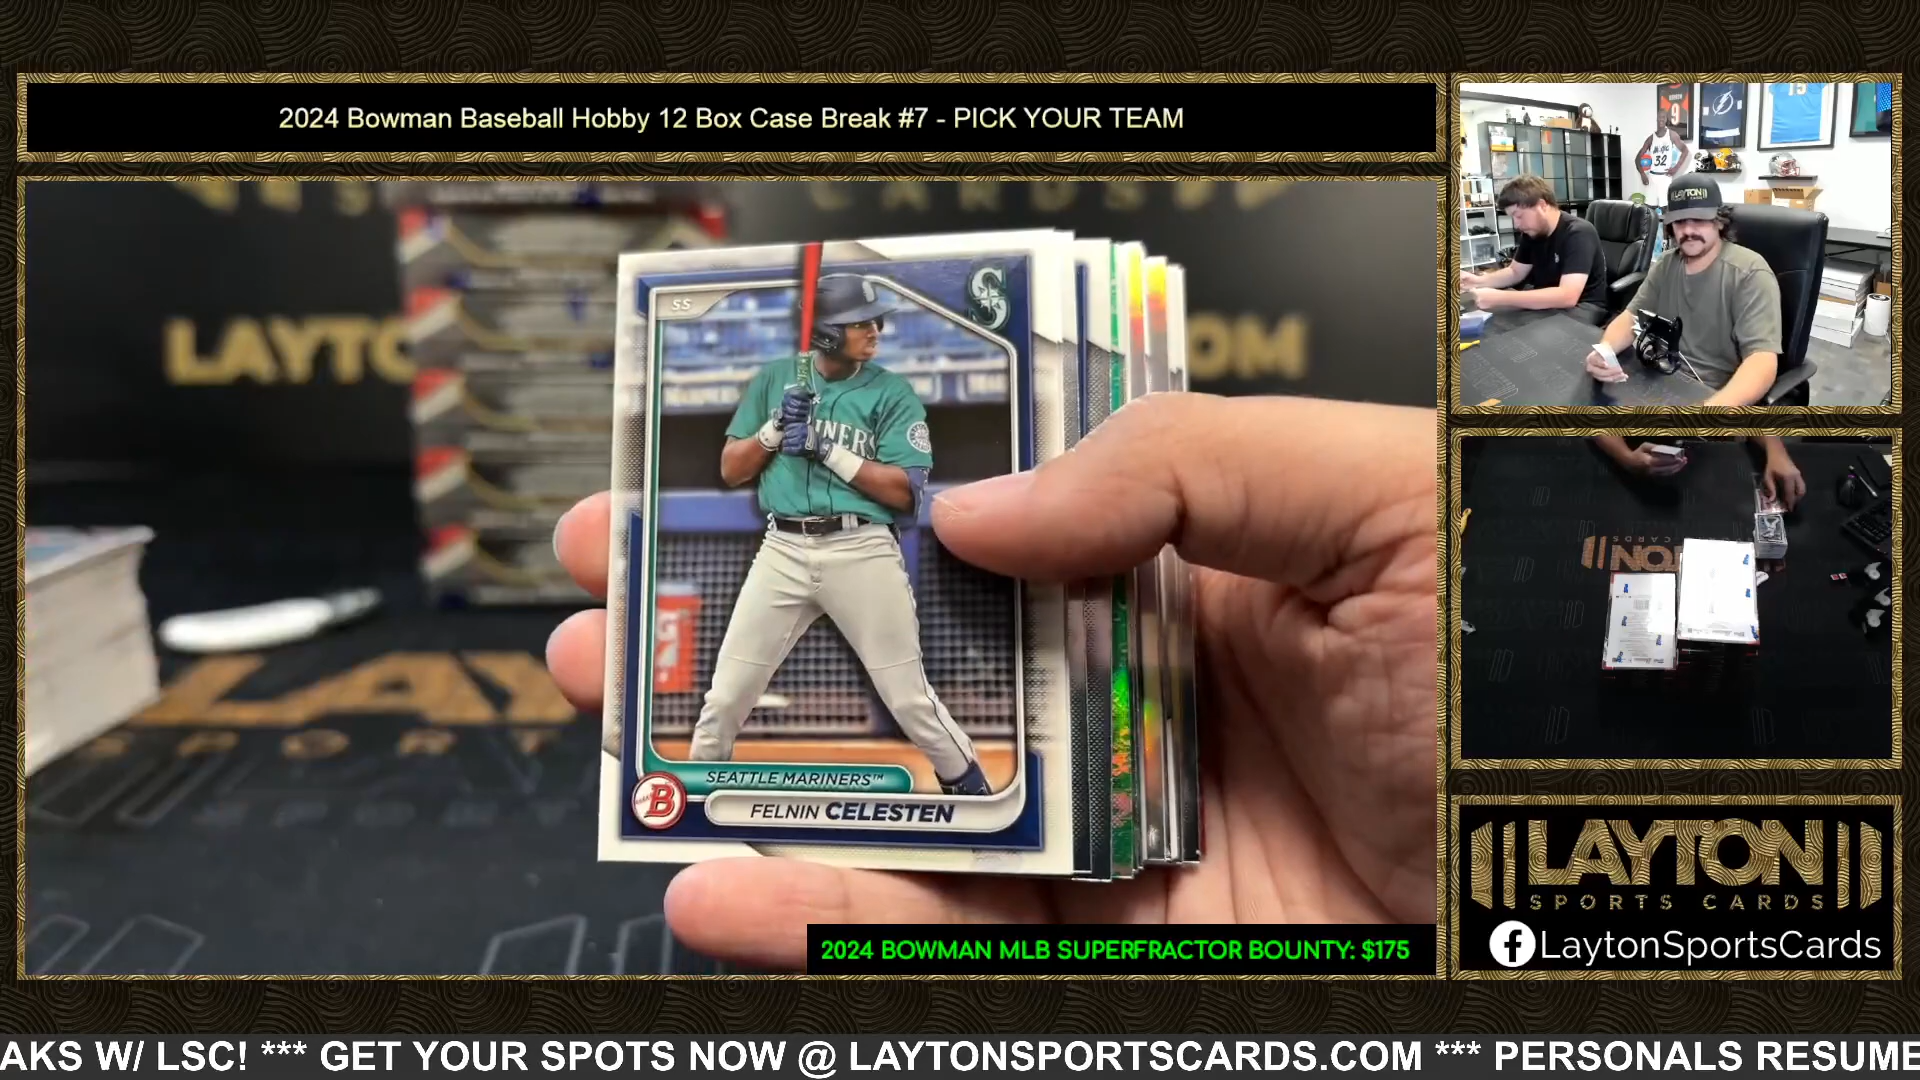 2024 Bowman Baseball Hobby 12 Box Case Break #7 - PICK YOUR TEAM
SS
S
SEATTLE MARINERS™
B
FELNIN CELESTEN
2024 BOWMAN MLB SUPERFRACTOR BOUNTY: $175
LAYTON
SPORTS CARDS
LaytonSportsCards
AKS W/ LSC! *** GET YOUR SPOTS NOW @ LAYTONSPORTSCARDS.COM *** PERSONALS RESUME